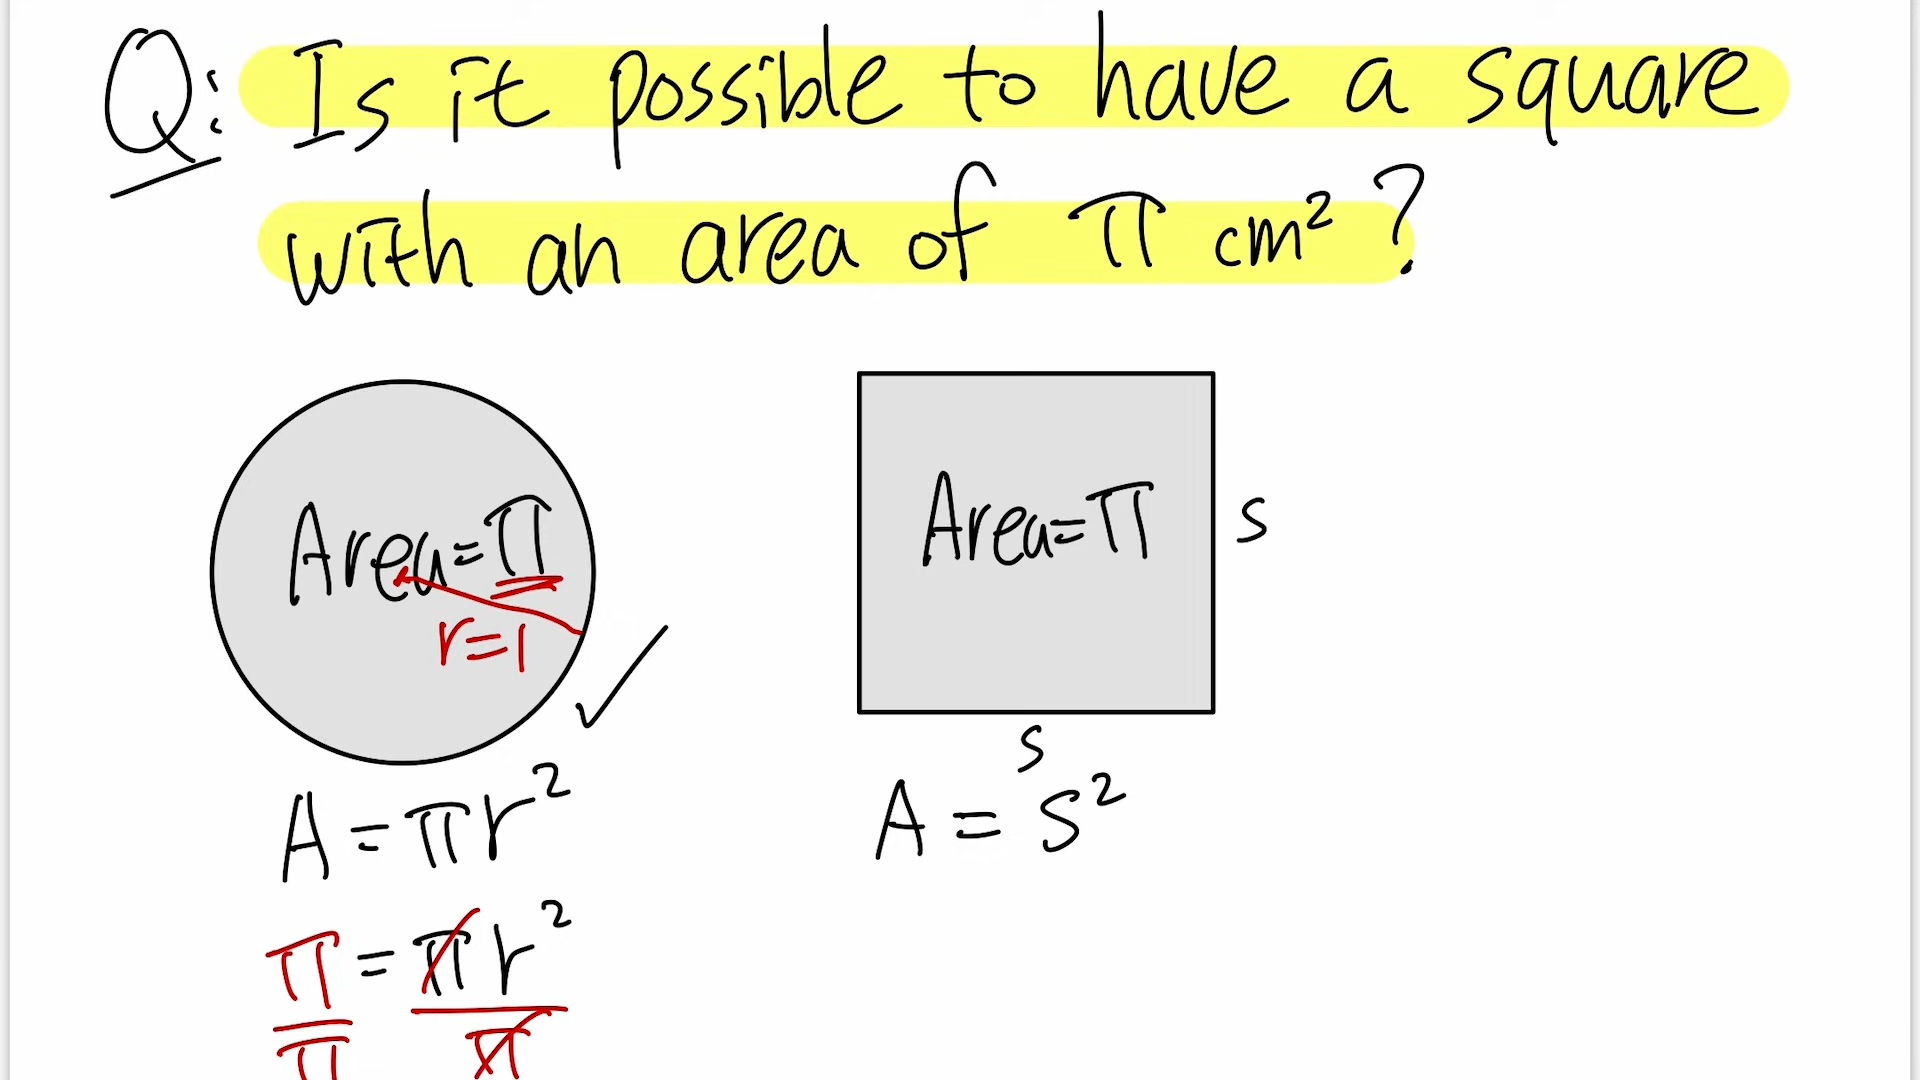 Q: Is it possible to have a square
with an area of π cm²?
Area=π
r=1
A = πr²
π = πr²
π π
Area=π
s
s
A = s²